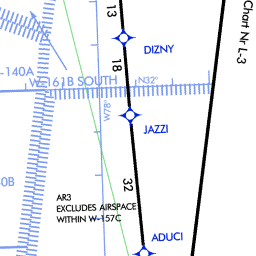 13
DIZNY
Chart Nr L-3
-140A
W-161B SOUTH
N32°
W78°
18
JAZZI
32
0B
AR3
EXCLUDES AIRSPACE
WITHIN W-157C
ADUCI